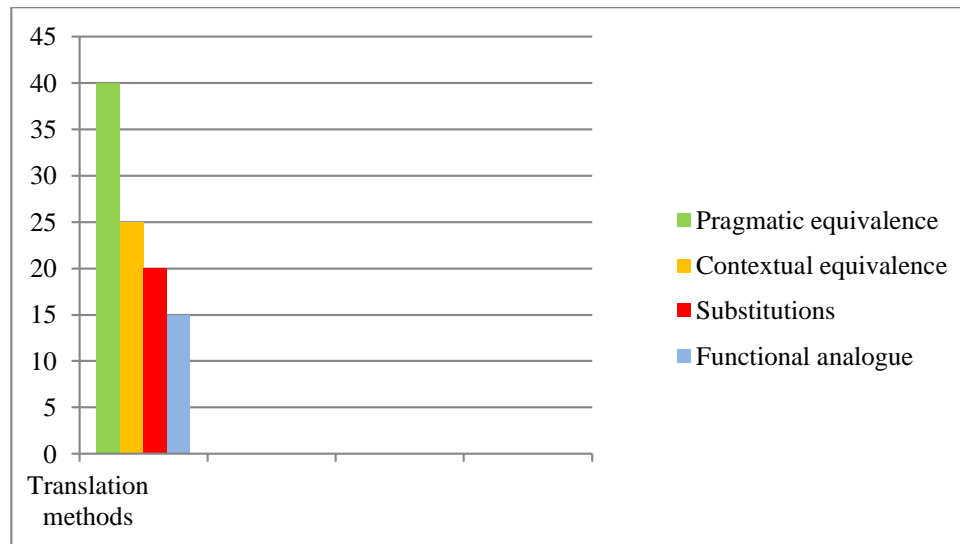 45
40
35
30
25
20
15
10
5
0
Translation
methods
Pragmatic equivalence
Contextual equivalence
Substitutions
Functional analogue